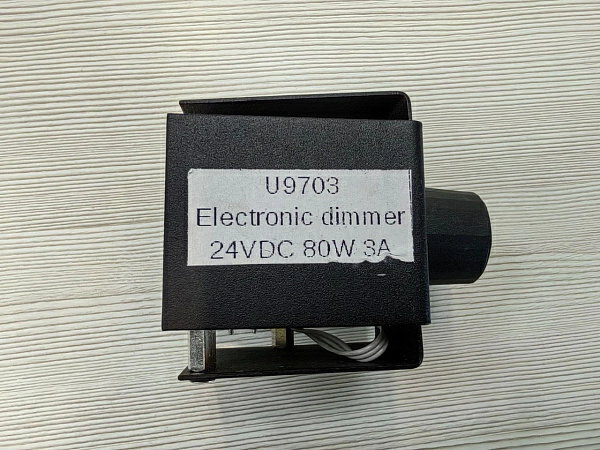 U9703
Electronic dimmer
24VDC 80W 3A